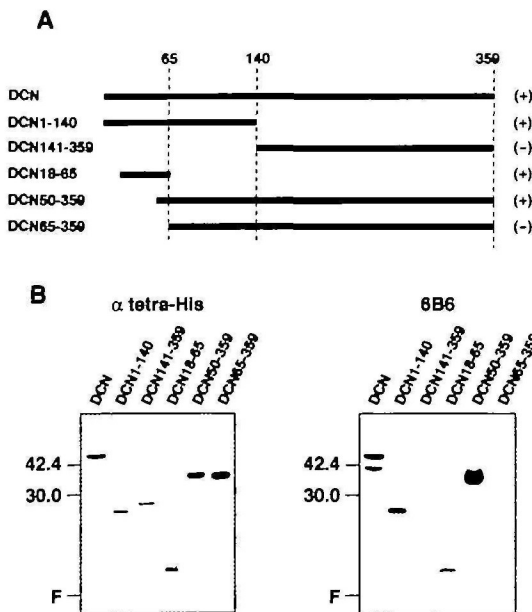 A
65 140 359
DCN (+)
DCN1-140 (+)
DCN141-359 (-)
DCN18-65 (+)
DCN50-359 (+)
DCN65-359 (-)
B
α tetra-His 6B6
DCN DCN1-140 DCN141-359 DCN18-65 DCN50-359 DCN65-359 DCN DCN1-140 DCN141-359 DCN18-65 DCN50-359 DCN65-359
42.4 42.4
30.0 30.0
F F